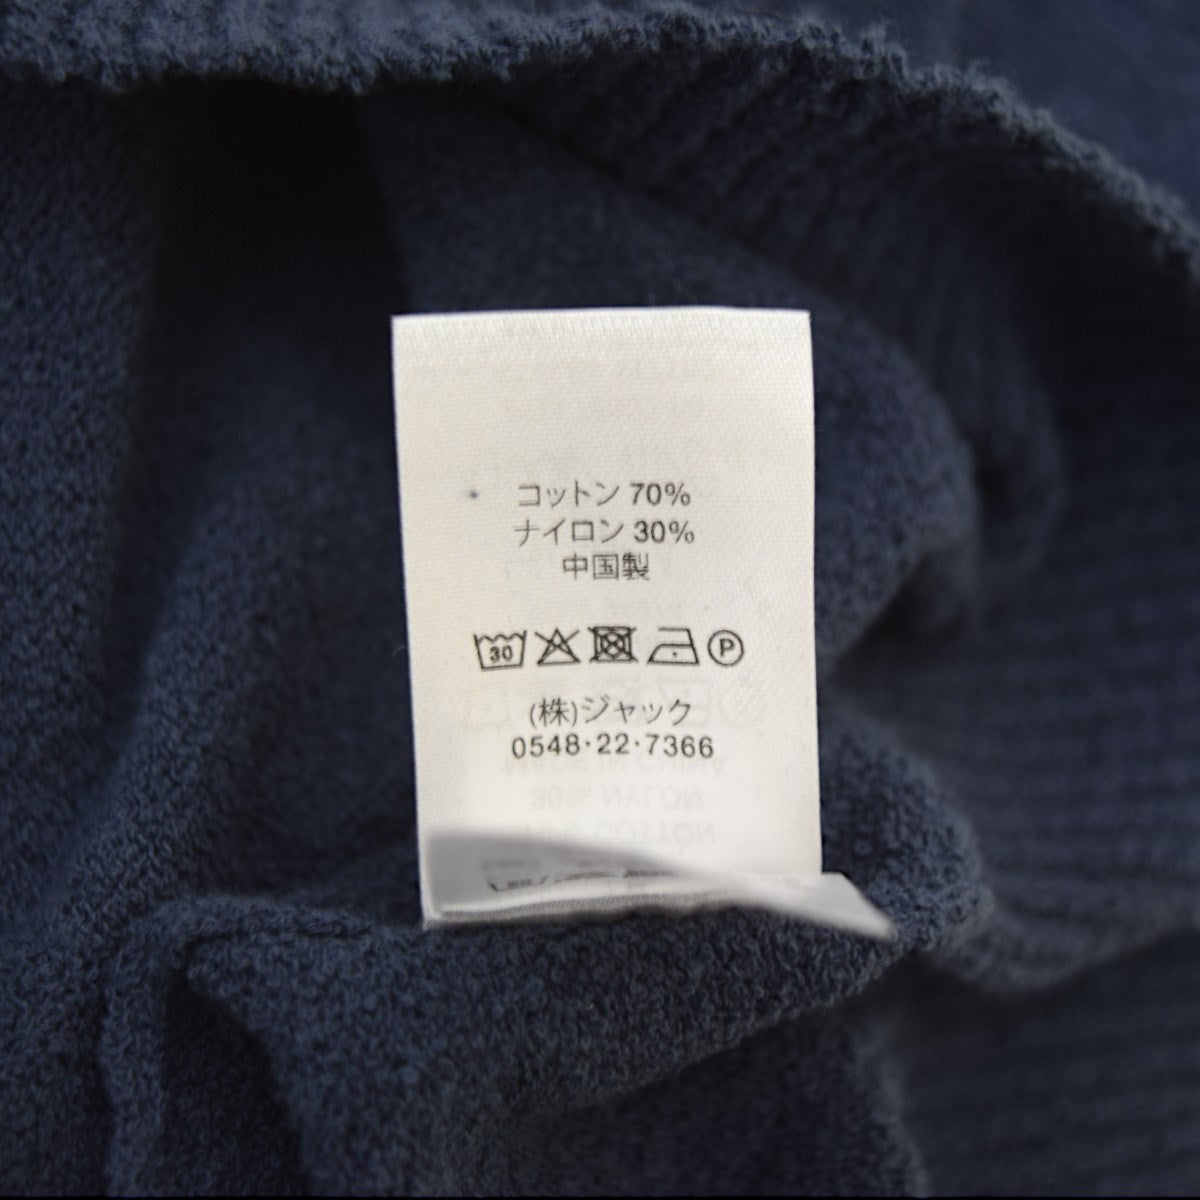 コットン 70%
ナイロン 30%
中国製
30
P
(株)ジャック
0548·22·7366